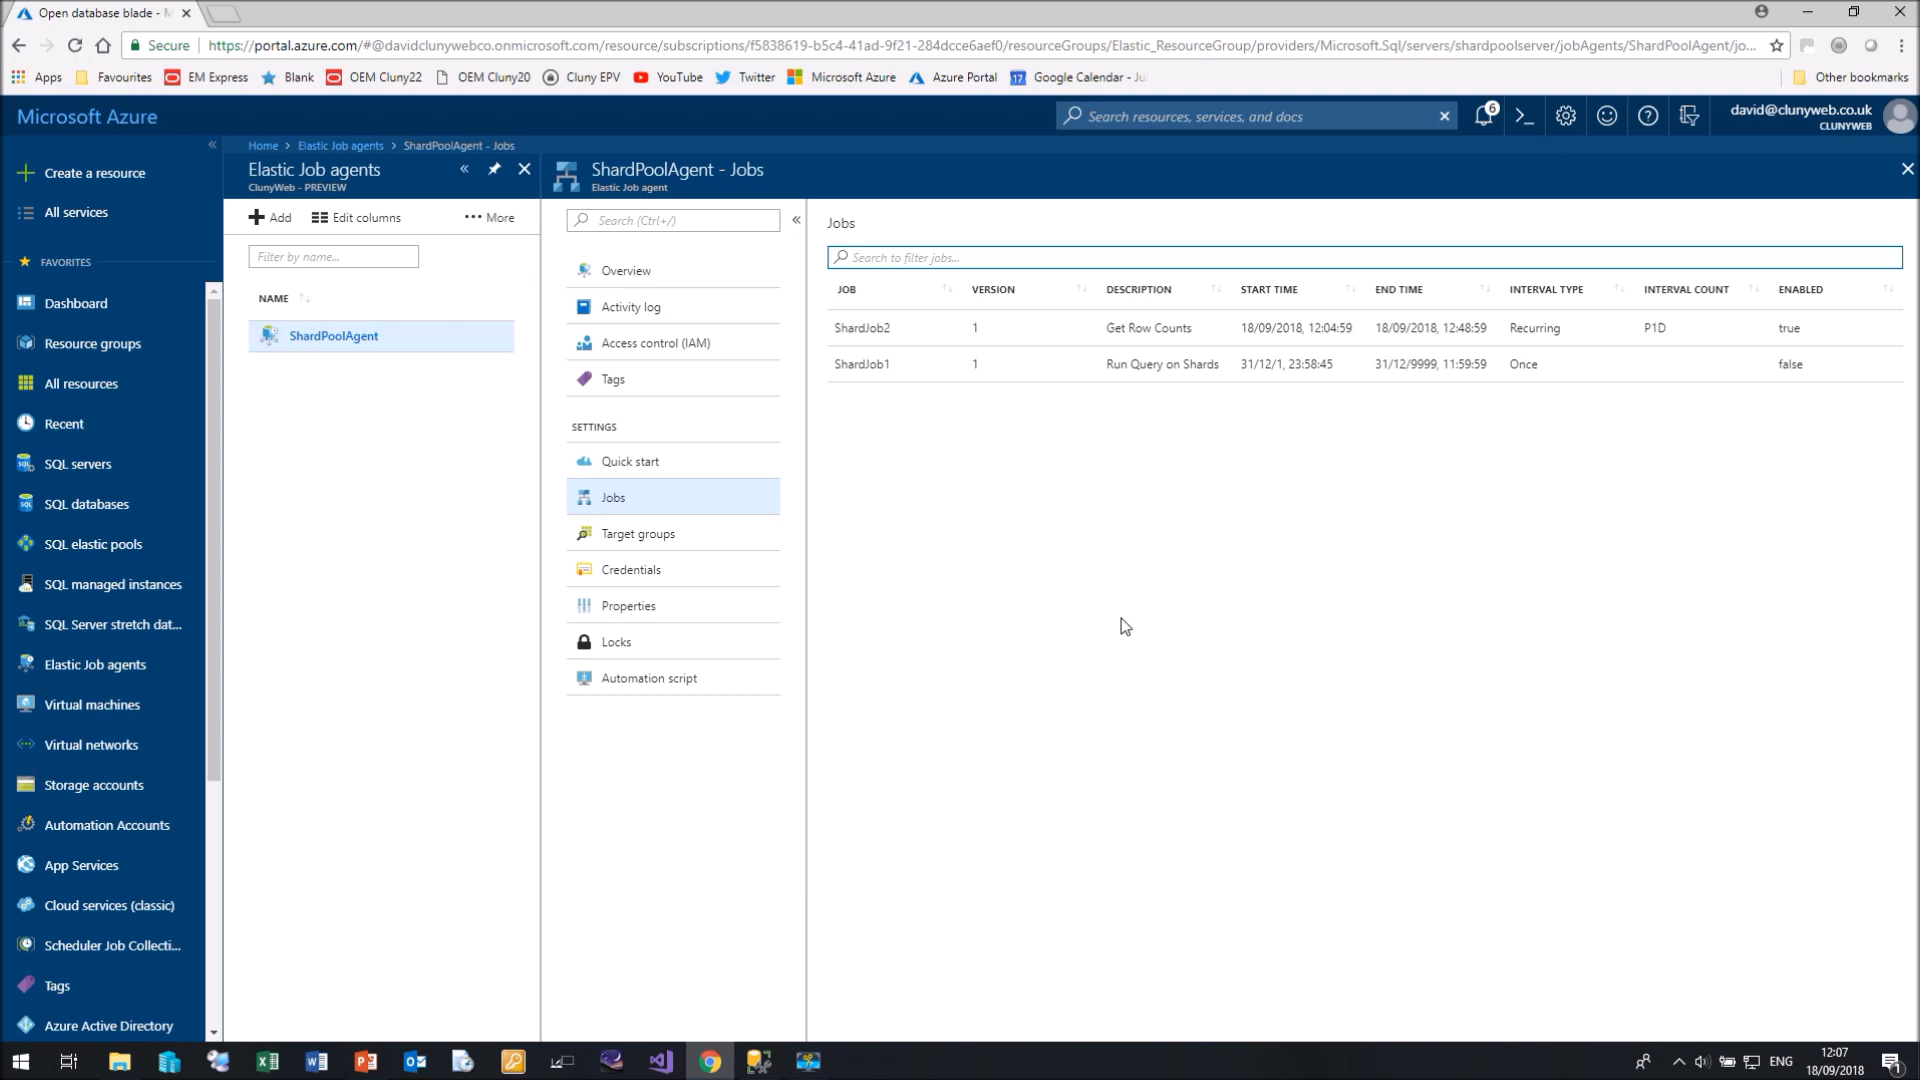 Open database blade - M
Secure
https://portal.azure.com/#@davidclunywebco.onmicrosoft.com/resource/subscriptions/f5838619-b5c4-41ad-9f21-284dcce6aef0/resourceGroups/Elastic_ResourceGroup/providers/Microsoft.Sql/servers/shardpoolserver/jobAgents/ShardPoolAgent/jo...
Apps Favourites EM Express Blank OEM Cluny22 OEM Cluny20 Cluny EPV YouTube Twitter Microsoft Azure Azure Portal 17 Google Calendar - Ju Other bookmarks
Microsoft Azure
Search resources, services, and docs
6
david@clunyweb.co.uk
CLUNYWEB
Create a resource
All services
FAVORITES
Dashboard
Resource groups
All resources
Recent
SQL servers
SQL databases
SQL elastic pools
SQL managed instances
SQL Server stretch dat...
Elastic Job agents
Virtual machines
Virtual networks
Storage accounts
Automation Accounts
App Services
Cloud services (classic)
Scheduler Job Collecti...
Tags
Azure Active Directory
Home > Elastic Job agents > ShardPoolAgent - Jobs
Elastic Job agents
ClunyWeb - PREVIEW
Add Edit columns More
Filter by name...
NAME
ShardPoolAgent
ShardPoolAgent - Jobs
Elastic Job agent
Search (Ctrl+/)
Overview
Activity log
Access control (IAM)
Tags
SETTINGS
Quick start
Jobs
Target groups
Credentials
Properties
Locks
Automation script
Jobs
Search to filter jobs...
JOB VERSION DESCRIPTION START TIME END TIME INTERVAL TYPE INTERVAL COUNT ENABLED
ShardJob2 1 Get Row Counts 18/09/2018, 12:04:59 18/09/2018, 12:48:59 Recurring P1D true
ShardJob1 1 Run Query on Shards 31/12/1, 23:58:45 31/12/9999, 11:59:59 Once false
ENG
12:07
18/09/2018
1